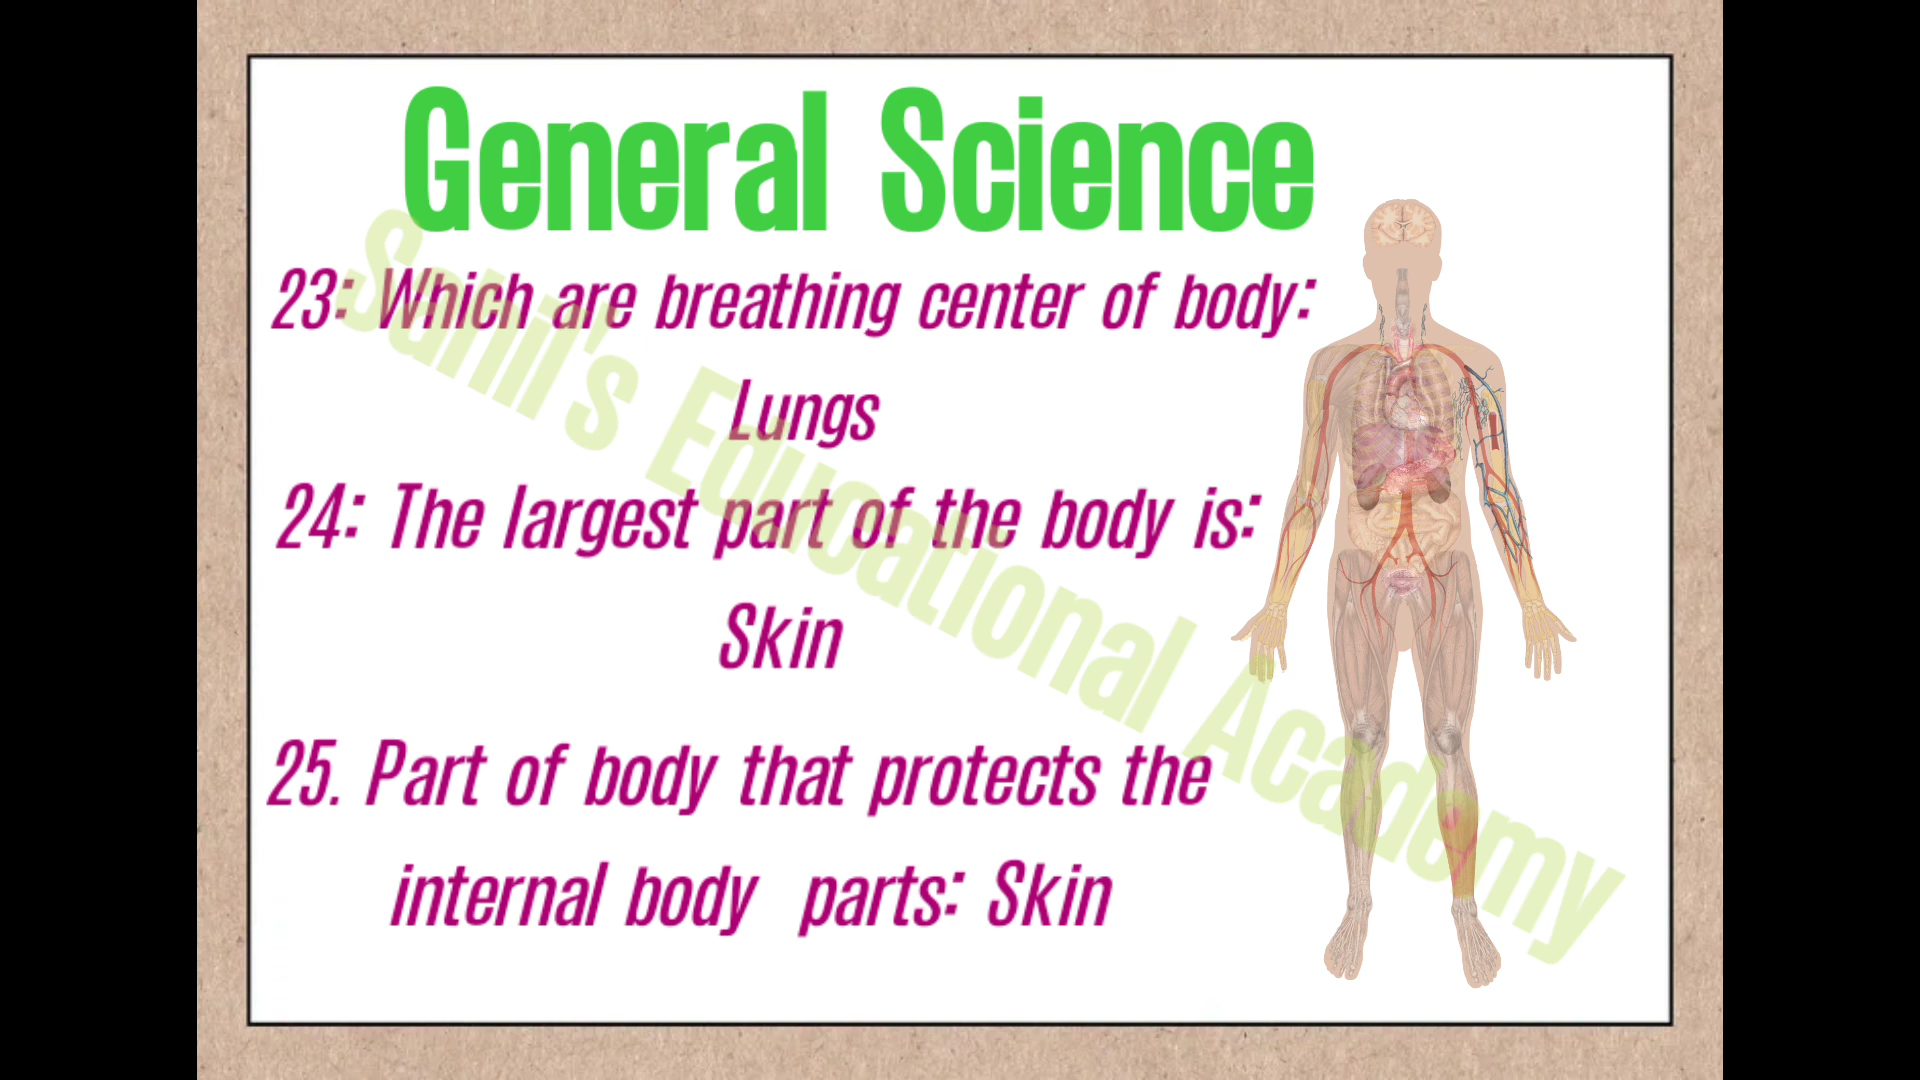 General Science
23: Which are breathing center of body:
Lungs
24: The largest part of the body is:
Skin
25. Part of body that protects the
internal body parts: Skin
Sahil's Educational Academy